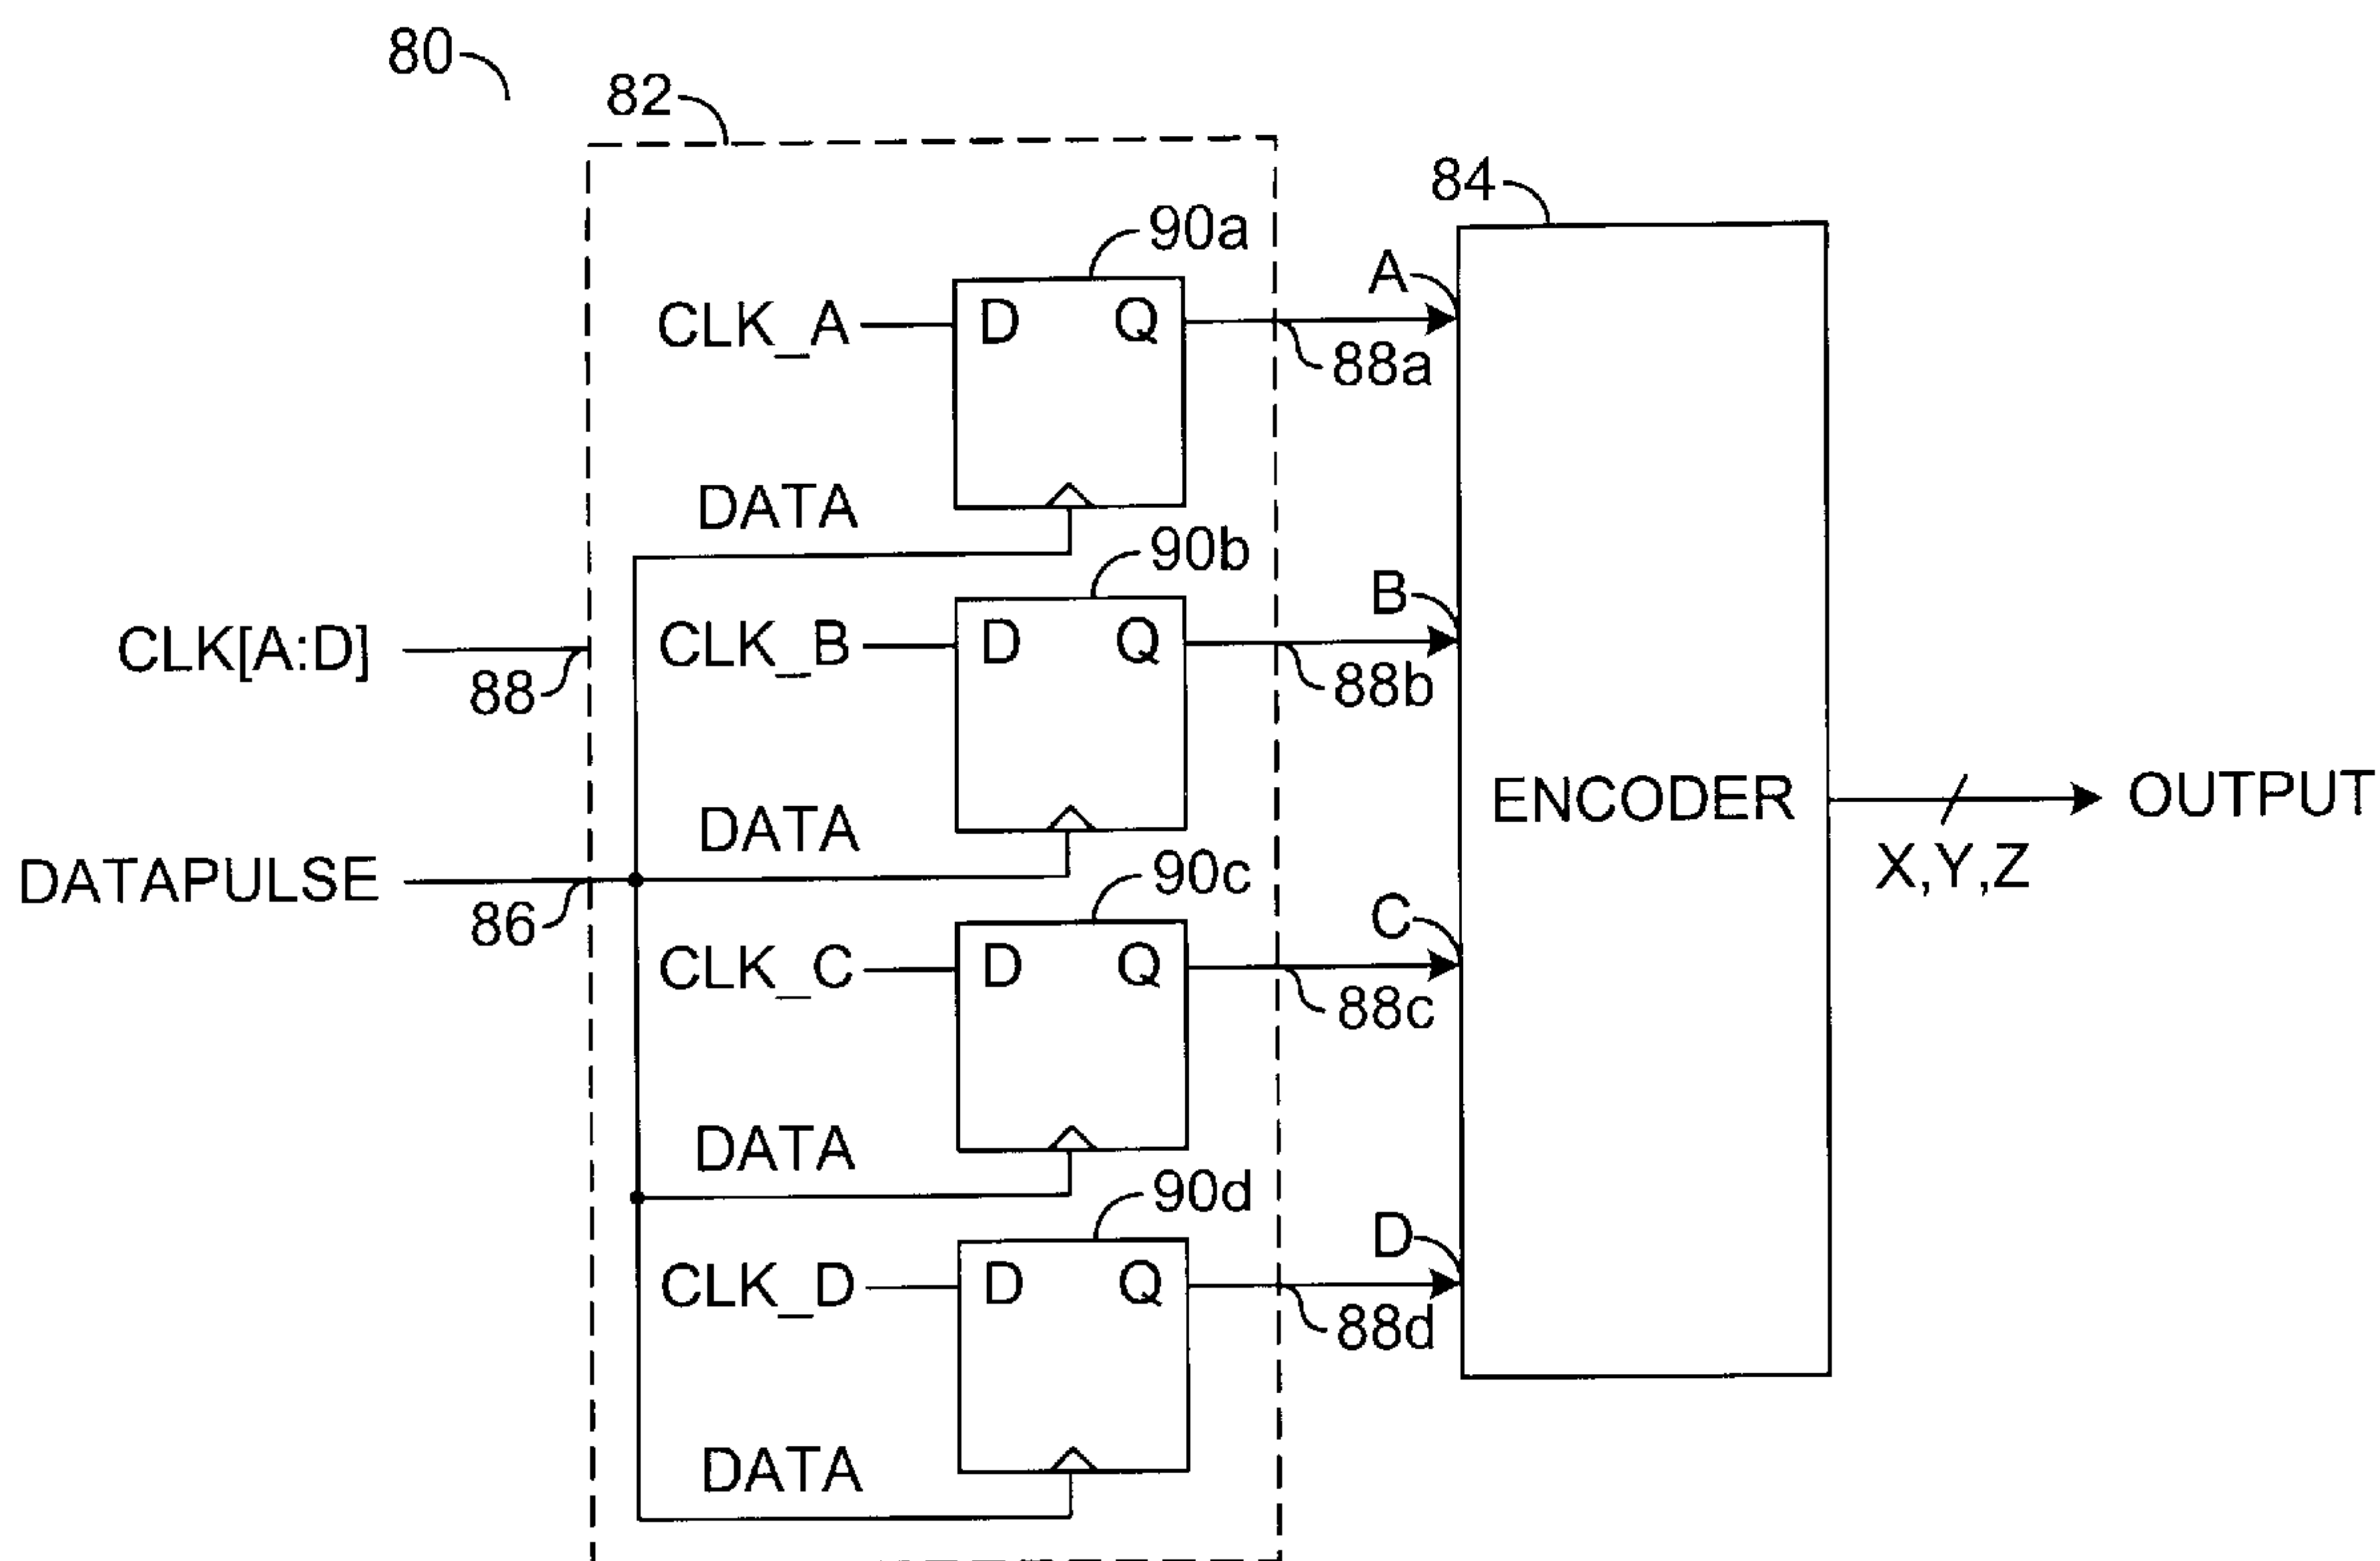 80
82
84
90a
A
CLK_A
D
Q
88a
DATA
90b
B
CLK[A:D]
CLK_B
D
Q
88
88b
ENCODER
OUTPUT
DATA
X,Y,Z
DATAPULSE
90c
86
C
CLK_C
D
Q
88c
DATA
90d
D
CLK_D
D
Q
88d
DATA